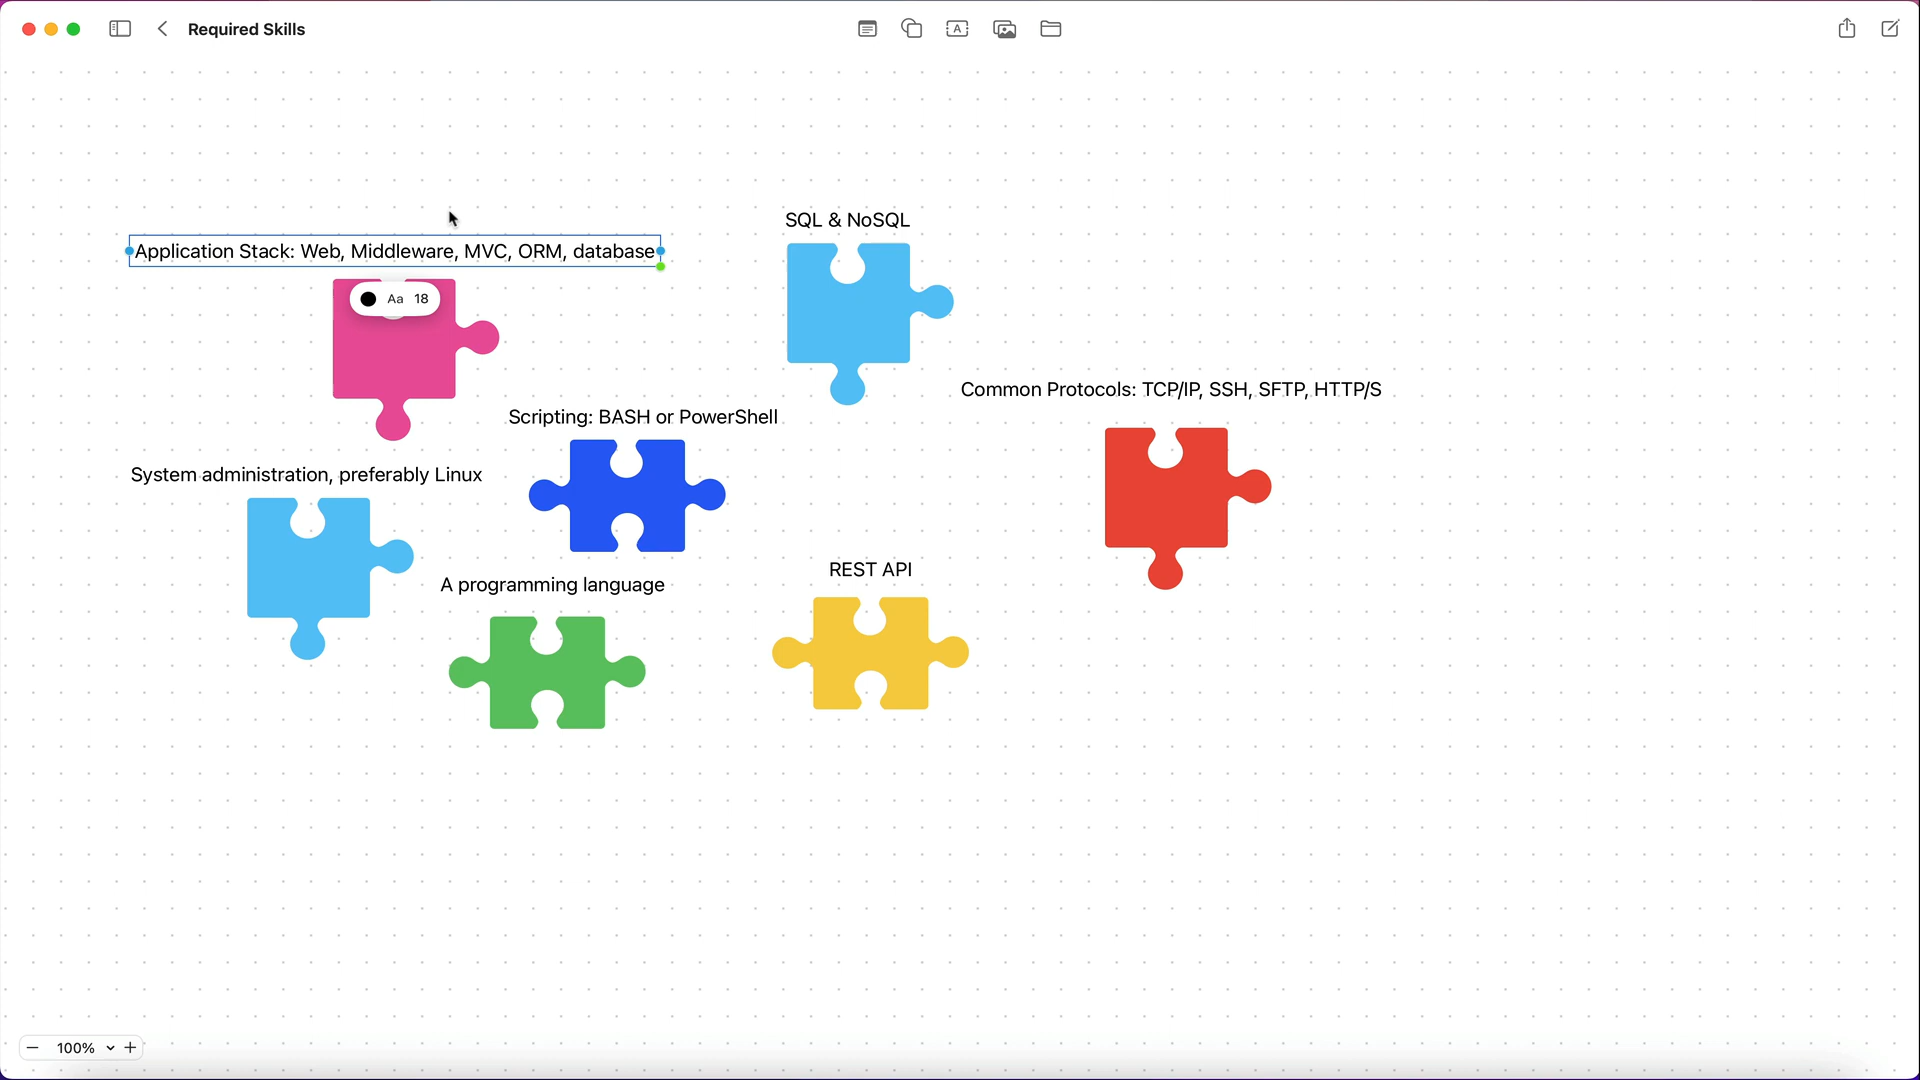 Required Skills
SQL & NoSQL
Application Stack: Web, Middleware, MVC, ORM, database
Aa 18
Common Protocols: TCP/IP, SSH, SFTP, HTTP/S
Scripting: BASH or PowerShell
System administration, preferably Linux
REST API
A programming language
100%